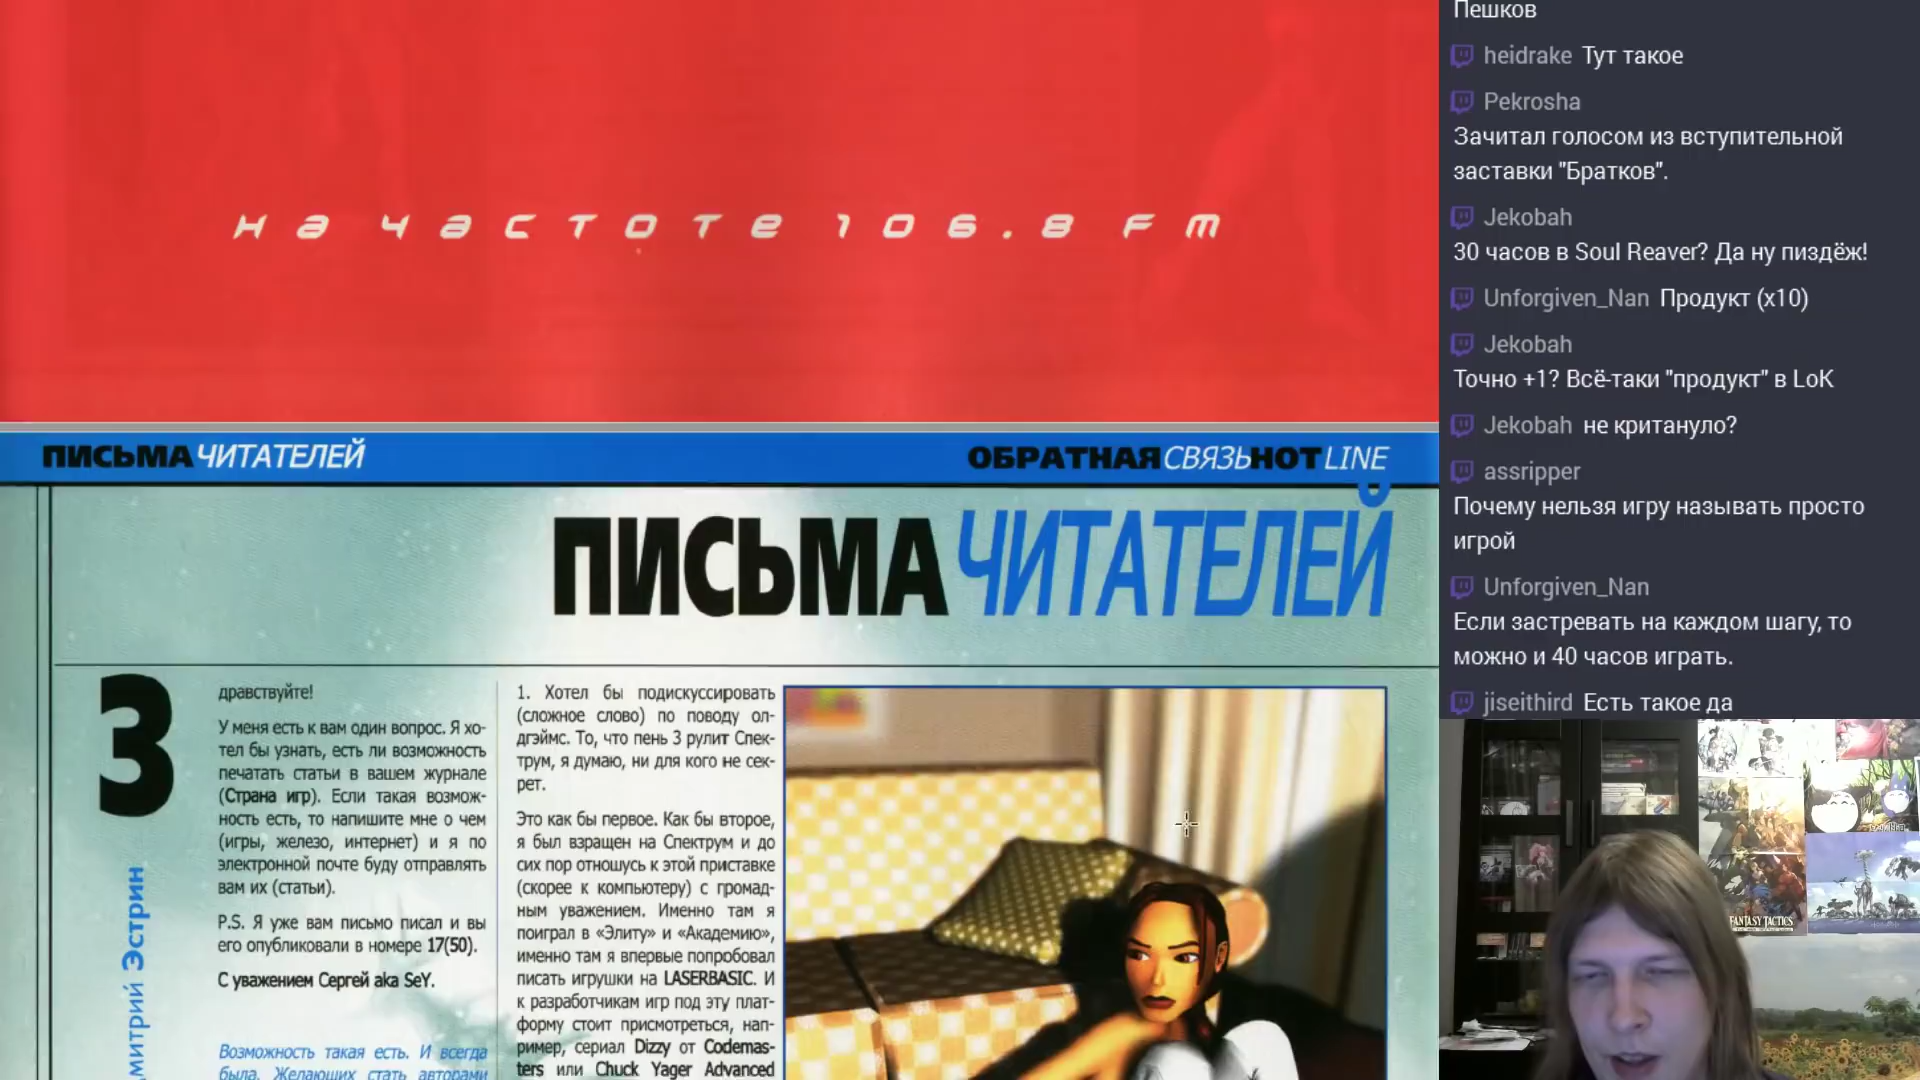 на частоте 106.8 FM
ПИСЬМА ЧИТАТЕЛЕЙ
ОБРАТНАЯ СВЯЗЬ HOT LINE
ПИСЬМА ЧИТАТЕЛЕЙ
З
дравствуйте!
У меня есть к вам один вопрос. Я хо-
тел бы узнать, есть ли возможность
печатать статьи в вашем журнале
(Страна игр). Если такая возмож-
ность есть, то напишите мне о чем
(игры, железо, интернет) и я по
электронной почте буду отправлять
вам их (статьи).
P.S. Я уже вам письмо писал и вы
его опубликовали в номере 17(50).
С уважением Сергей aka SeY.
Возможность такая есть. И всегда
была. Желающих стать авторами
Дмитрий Эстрин
1. Хотел бы подискуссировать
(сложное слово) по поводу ол-
дгэймс. То, что пень 3 рулит Спек-
трум, я думаю, ни для кого не сек-
рет.
Это как бы первое. Как бы второе,
я был взращен на Спектрум и до
сих пор отношусь к этой приставке
(скорее к компьютеру) с громад-
ным уважением. Именно там я
поиграл в «Элиту» и «Академию»,
именно там я впервые попробовал
писать игрушки на LASERBASIC. И
к разработчикам игр под эту плат-
форму стоит присмотреться, нап-
ример, сериал Dizzy от Codemas-
ters или Chuck Yager Advanced
Пешков
heidrake Тут такое
Pekrosha
Зачитал голосом из вступительной
заставки "Братков".
Jekobah
30 часов в Soul Reaver? Да ну пиздёж!
Unforgiven_Nan Продукт (x10)
Jekobah
Точно +1? Всё-таки "продукт" в LoK
Jekobah не критануло?
assripper
Почему нельзя игру называть просто
игрой
Unforgiven_Nan
Если застревать на каждом шагу, то
можно и 40 часов играть.
jiseithird Есть такое да
FANTASY TACTICS